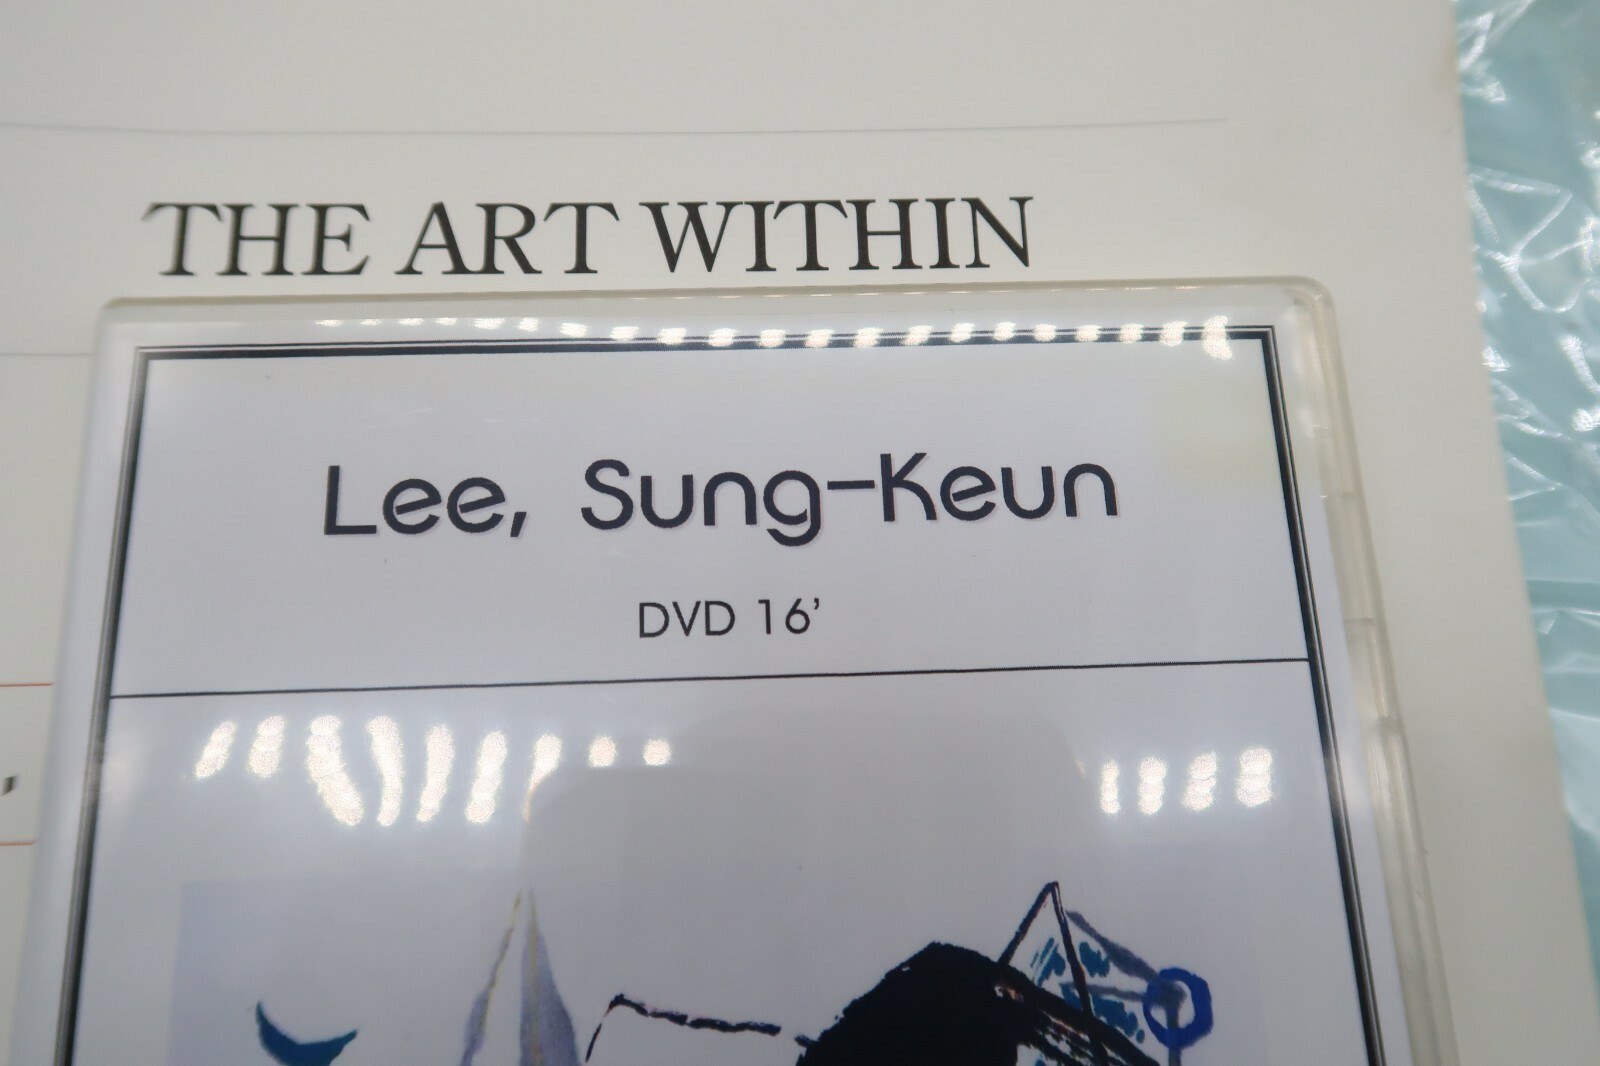 THE ART WITHIN
Lee, Sung-Keun
DVD 16’
,